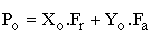 Pₒ = Xₒ.Fᵣ + Yₒ.Fₐ